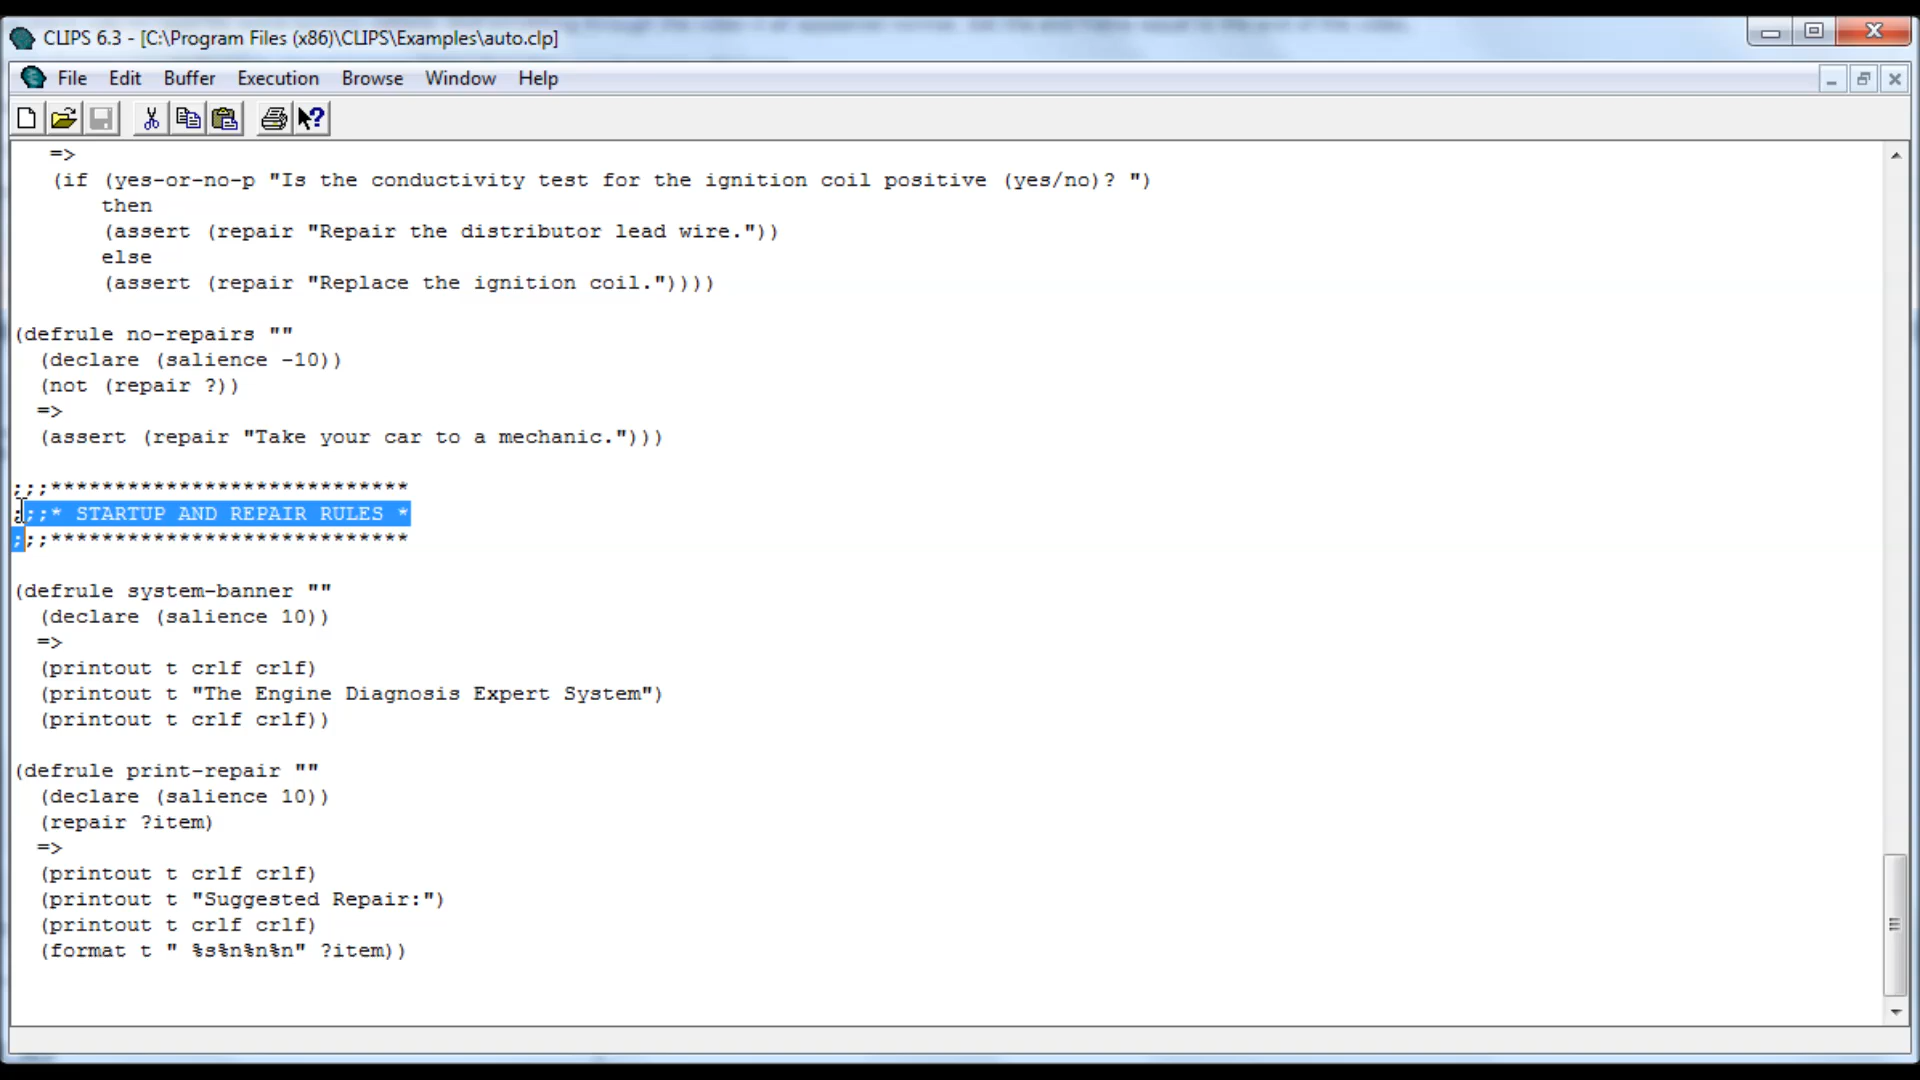 CLIPS 6.3 - [C:\Program Files (x86)\CLIPS\Examples\auto.clp]
File Edit Buffer Execution Browse Window Help
=>
(if (yes-or-no-p "Is the conductivity test for the ignition coil positive (yes/no)? ")
then
(assert (repair "Repair the distributor lead wire."))
else
(assert (repair "Replace the ignition coil."))))
(defrule no-repairs ""
(declare (salience -10))
(not (repair ?))
=>
(assert (repair "Take your car to a mechanic.")))
;;;****************************
;;;* STARTUP AND REPAIR RULES *
;;;****************************
(defrule system-banner ""
(declare (salience 10))
=>
(printout t crlf crlf)
(printout t "The Engine Diagnosis Expert System")
(printout t crlf crlf))
(defrule print-repair ""
(declare (salience 10))
(repair ?item)
=>
(printout t crlf crlf)
(printout t "Suggested Repair:")
(printout t crlf crlf)
(format t " %s%n%n%n" ?item))